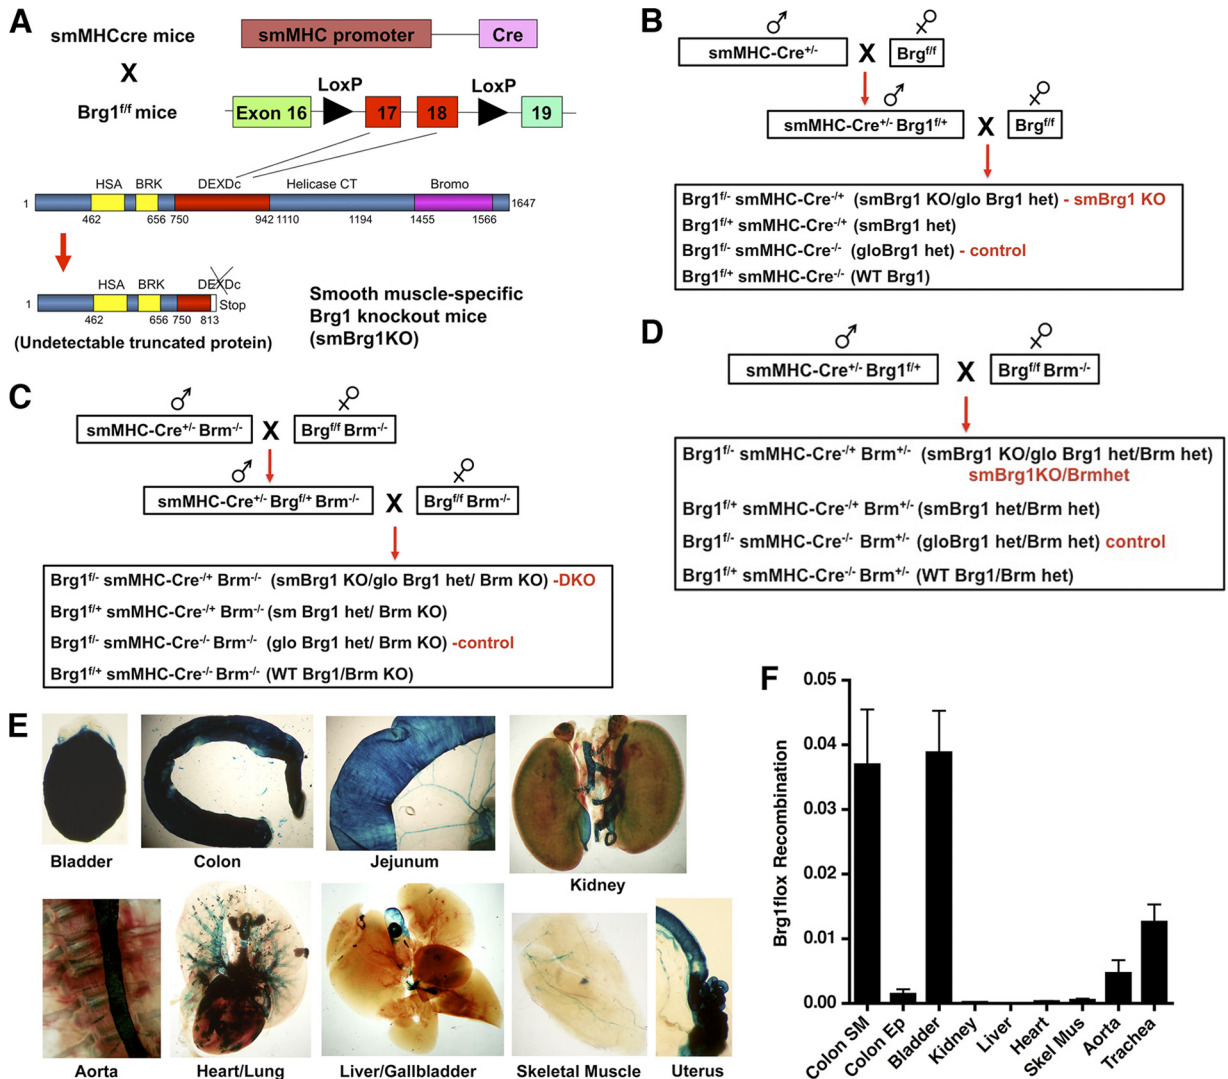 A
smMHCcre mice
smMHC promoter
Cre
X
Brg1f/f mice
LoxP
LoxP
Exon 16
17
18
19
HSA
BRK
DEXDc
Helicase CT
Bromo
1
1647
462
656
750
942
1110
1194
1455
1566
HSA
BRK
DEXDc
1
Stop
462
656
750
813
(Undetectable truncated protein)
Smooth muscle-specific
Brg1 knockout mice
(smBrg1KO)
B
♂
♀
smMHC-Cre+/-
X
Brgf/f
♂
♀
smMHC-Cre+/- Brg1f/+
X
Brgf/f
Brg1f/- smMHC-Cre-/+ (smBrg1 KO/glo Brg1 het) - smBrg1 KO
Brg1f/+ smMHC-Cre-/+ (smBrg1 het)
Brg1f/- smMHC-Cre-/- (gloBrg1 het) - control
Brg1f/+ smMHC-Cre-/- (WT Brg1)
C
♂
♀
smMHC-Cre+/- Brm-/-
X
Brgf/f Brm-/-
♂
♀
smMHC-Cre+/- Brgf/+ Brm-/-
X
Brgf/f Brm-/-
Brg1f/- smMHC-Cre-/+ Brm-/- (smBrg1 KO/glo Brg1 het/ Brm KO) -DKO
Brg1f/+ smMHC-Cre-/+ Brm-/- (sm Brg1 het/ Brm KO)
Brg1f/- smMHC-Cre-/- Brm-/- (glo Brg1 het/ Brm KO) -control
Brg1f/+ smMHC-Cre-/- Brm-/- (WT Brg1/Brm KO)
D
♂
♀
smMHC-Cre+/- Brg1f/+
X
Brgf/f Brm-/-
Brg1f/- smMHC-Cre-/+ Brm+/- (smBrg1 KO/glo Brg1 het/Brm het)
smBrg1KO/Brmhet
Brg1f/+ smMHC-Cre-/+ Brm+/- (smBrg1 het/Brm het)
Brg1f/- smMHC-Cre-/- Brm+/- (gloBrg1 het/Brm het) control
Brg1f/+ smMHC-Cre-/- Brm+/- (WT Brg1/Brm het)
E
Bladder
Colon
Jejunum
Kidney
Aorta
Heart/Lung
Liver/Gallbladder
Skeletal Muscle
Uterus
F
Brg1flox Recombination
0.05
0.04
0.03
0.02
0.01
0.00
Colon SM
Colon Ep
Bladder
Kidney
Liver
Heart
Skel Mus
Aorta
Trachea